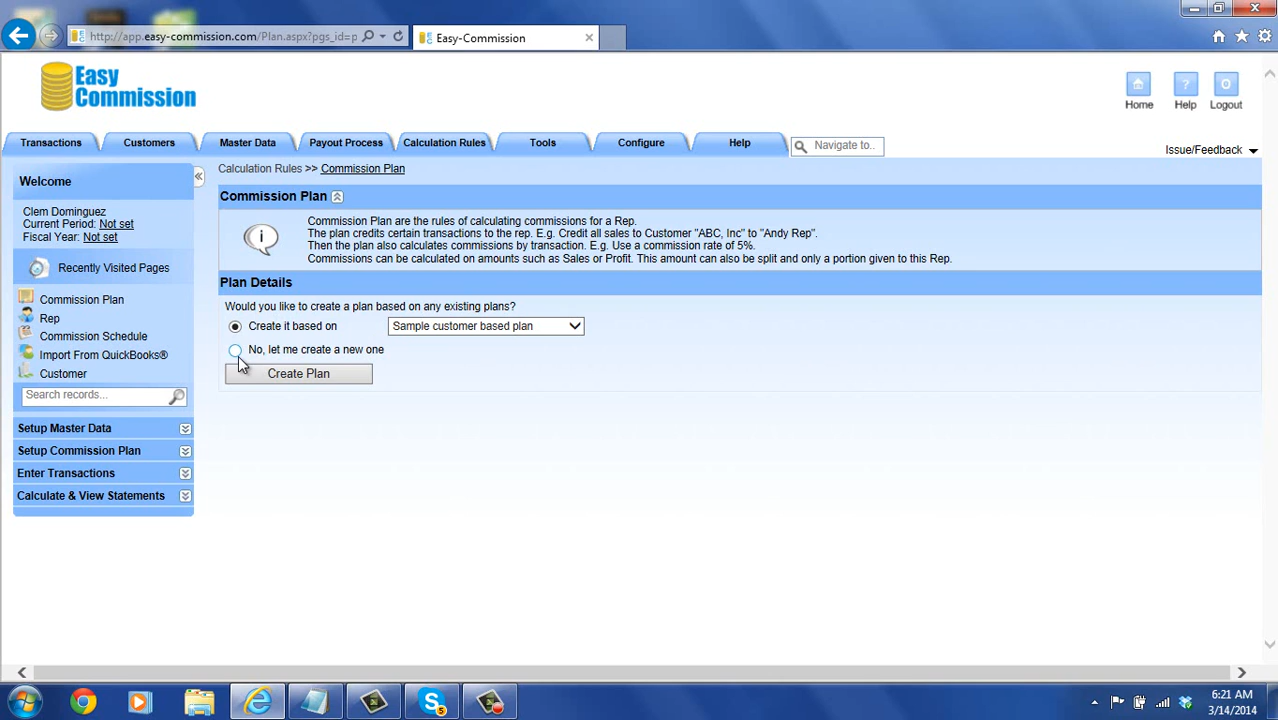 http://app.easy-commission.com/Plan.aspx?pgs_id=p
Easy-Commission
Easy
Commission
Home
Help
Logout
Transactions
Customers
Master Data
Payout Process
Calculation Rules
Tools
Configure
Help
Navigate to..
Issue/Feedback
Calculation Rules >> Commission Plan
Welcome
Clem Dominguez
Current Period: Not set
Fiscal Year: Not set
Recently Visited Pages
Commission Plan
Rep
Commission Schedule
Import From QuickBooks®
Customer
Search records...
Setup Master Data
Setup Commission Plan
Enter Transactions
Calculate & View Statements
Commission Plan
Commission Plan are the rules of calculating commissions for a Rep.
The plan credits certain transactions to the rep. E.g. Credit all sales to Customer "ABC, Inc" to "Andy Rep".
Then the plan also calculates commissions by transaction. E.g. Use a commission rate of 5%.
Commissions can be calculated on amounts such as Sales or Profit. This amount can also be split and only a portion given to this Rep.
Plan Details
Would you like to create a plan based on any existing plans?
Create it based on
Sample customer based plan
No, let me create a new one
Create Plan
5
6:21 AM
3/14/2014